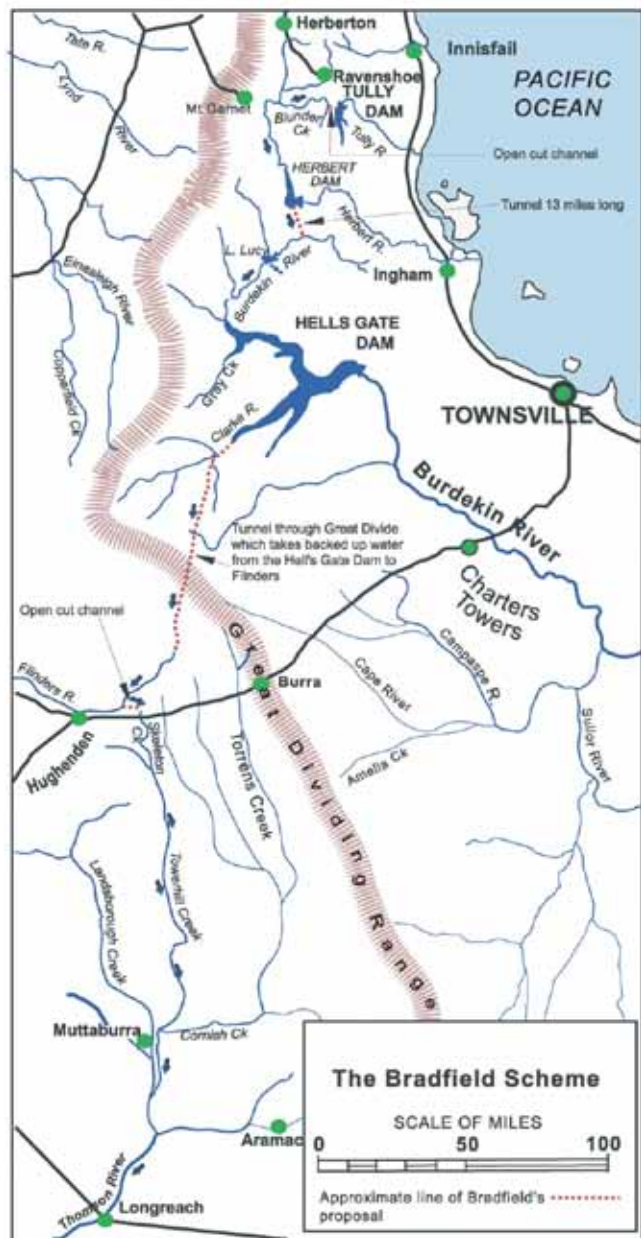 Herberton
Innisfail
Tate R.
Ravenshoe
TULLY
DAM
PACIFIC
OCEAN
Lynd
River
Mt Garnet
Blunder
Ck
Tully R.
Open cut channel
HERBERT
DAM
Tunnel 13 miles long
Herbert R.
L. Lucy
Einasleigh River
Burdekin River
Ingham
HELLS GATE
DAM
Copperfield Ck
Gray Ck
Clarke R.
TOWNSVILLE
Burdekin River
Tunnel through Great Divide
which takes backed up water
from the Hell's Gate Dam to
Flinders
Charters
Towers
Open cut channel
Campaspe R.
Flinders R.
Great Dividing Range
Burra
Cape River
Suttor River
Skeleton
Ck
Hughenden
Torrens Creek
Amelia Ck
Towerhill Creek
Landsborough Creek
Muttaburra
Cornish Ck
The Bradfield Scheme
SCALE OF MILES
0 50 100
Aramac
Approximate line of Bradfield's
proposal
Thomson River
Longreach